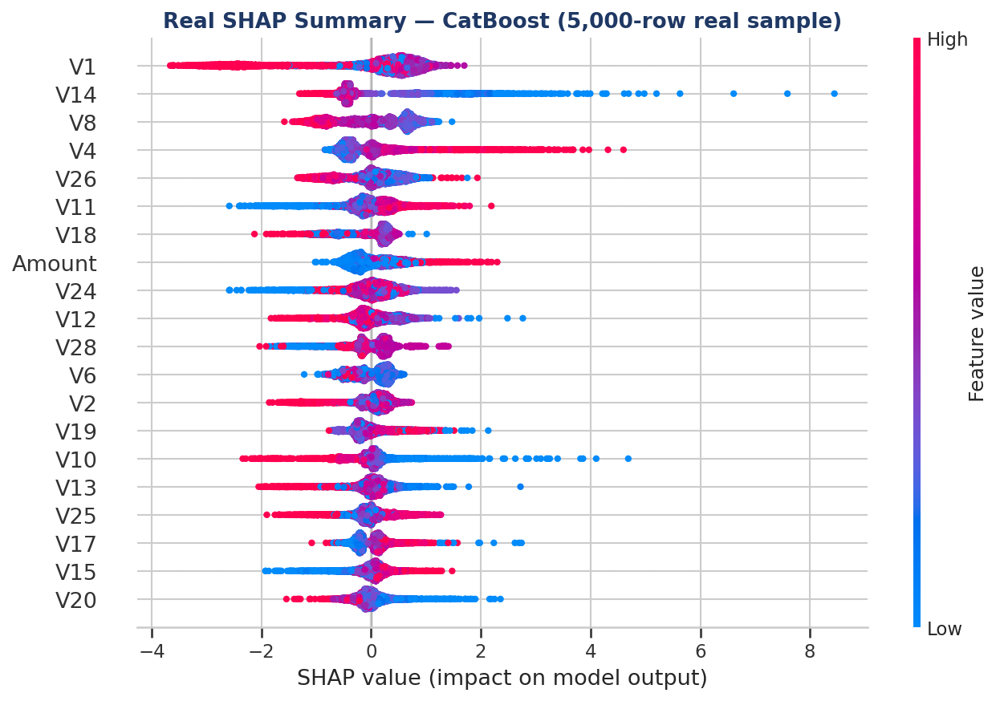 Real SHAP Summary — CatBoost (5,000-row real sample)
High
V1
V14
V8
V4
V26
V11
V18
Amount
V24
V12
V28
V6
V2
V19
V10
V13
V25
V17
V15
V20
Feature value
Low
−4 −2 0 2 4 6 8
SHAP value (impact on model output)